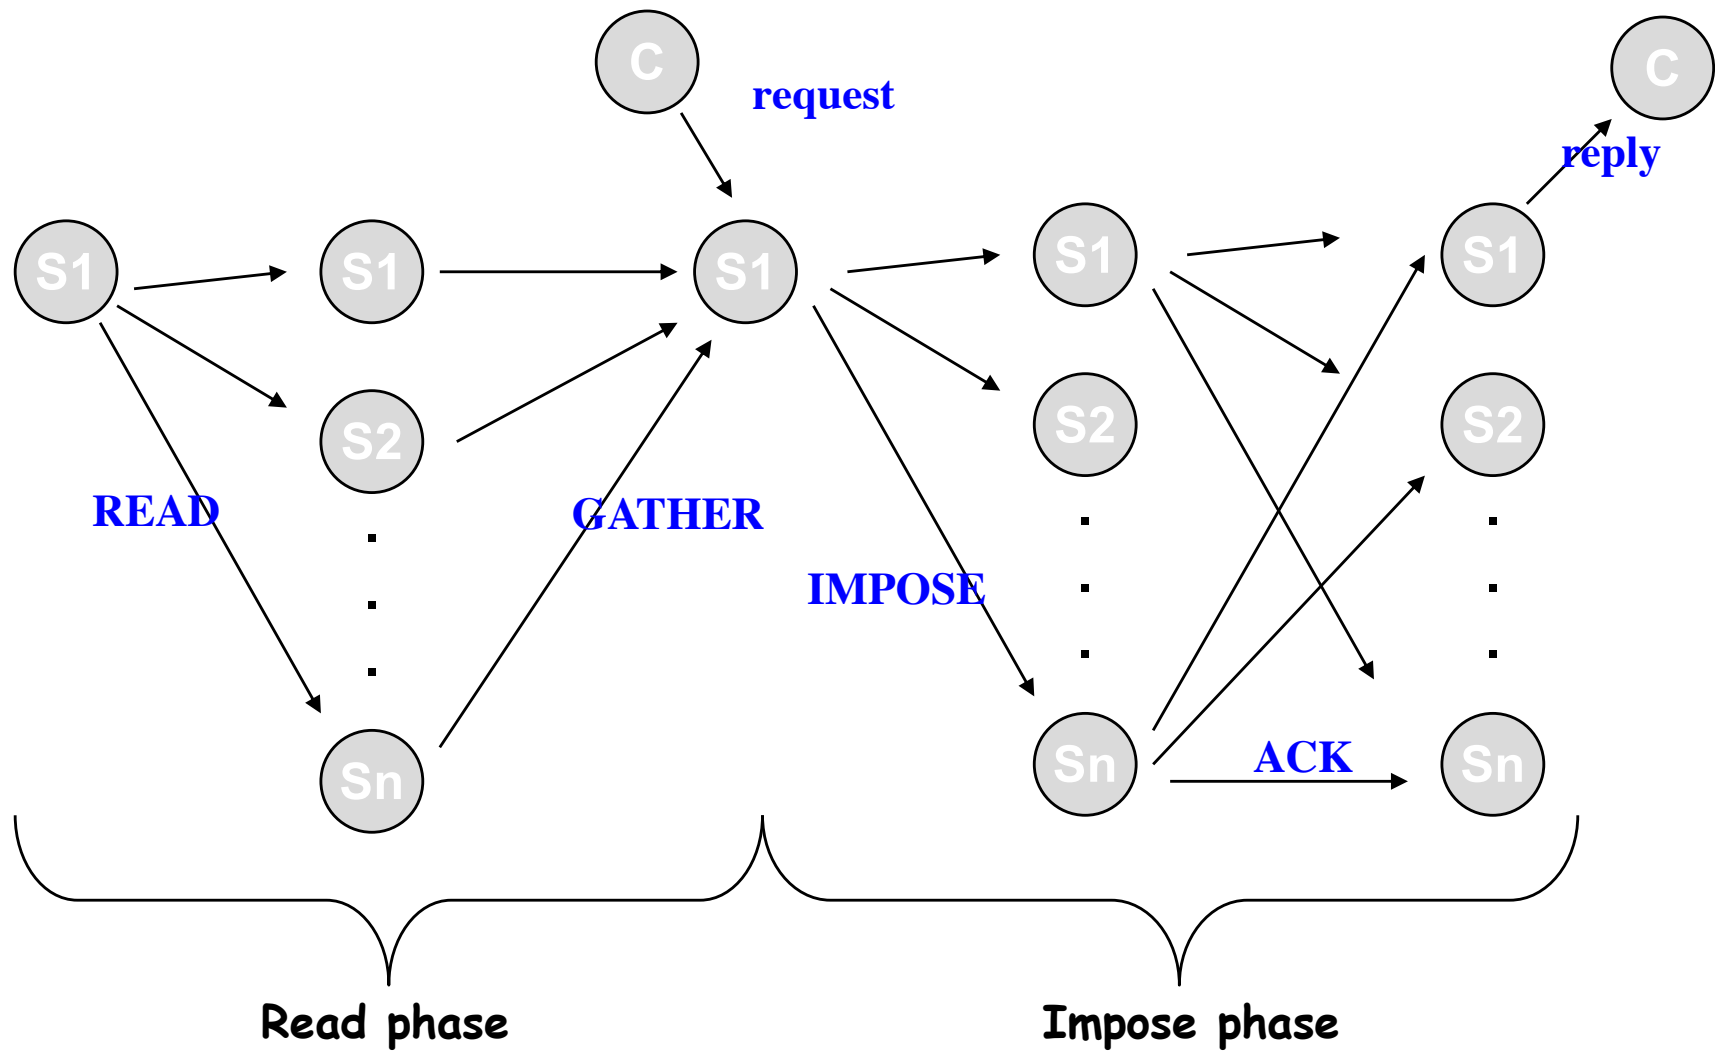 C
request
C
reply
S1
S1
S1
S1
S1
S2
S2
S2
READ
GATHER
IMPOSE
Sn
Sn
ACK
Sn
Read phase
Impose phase